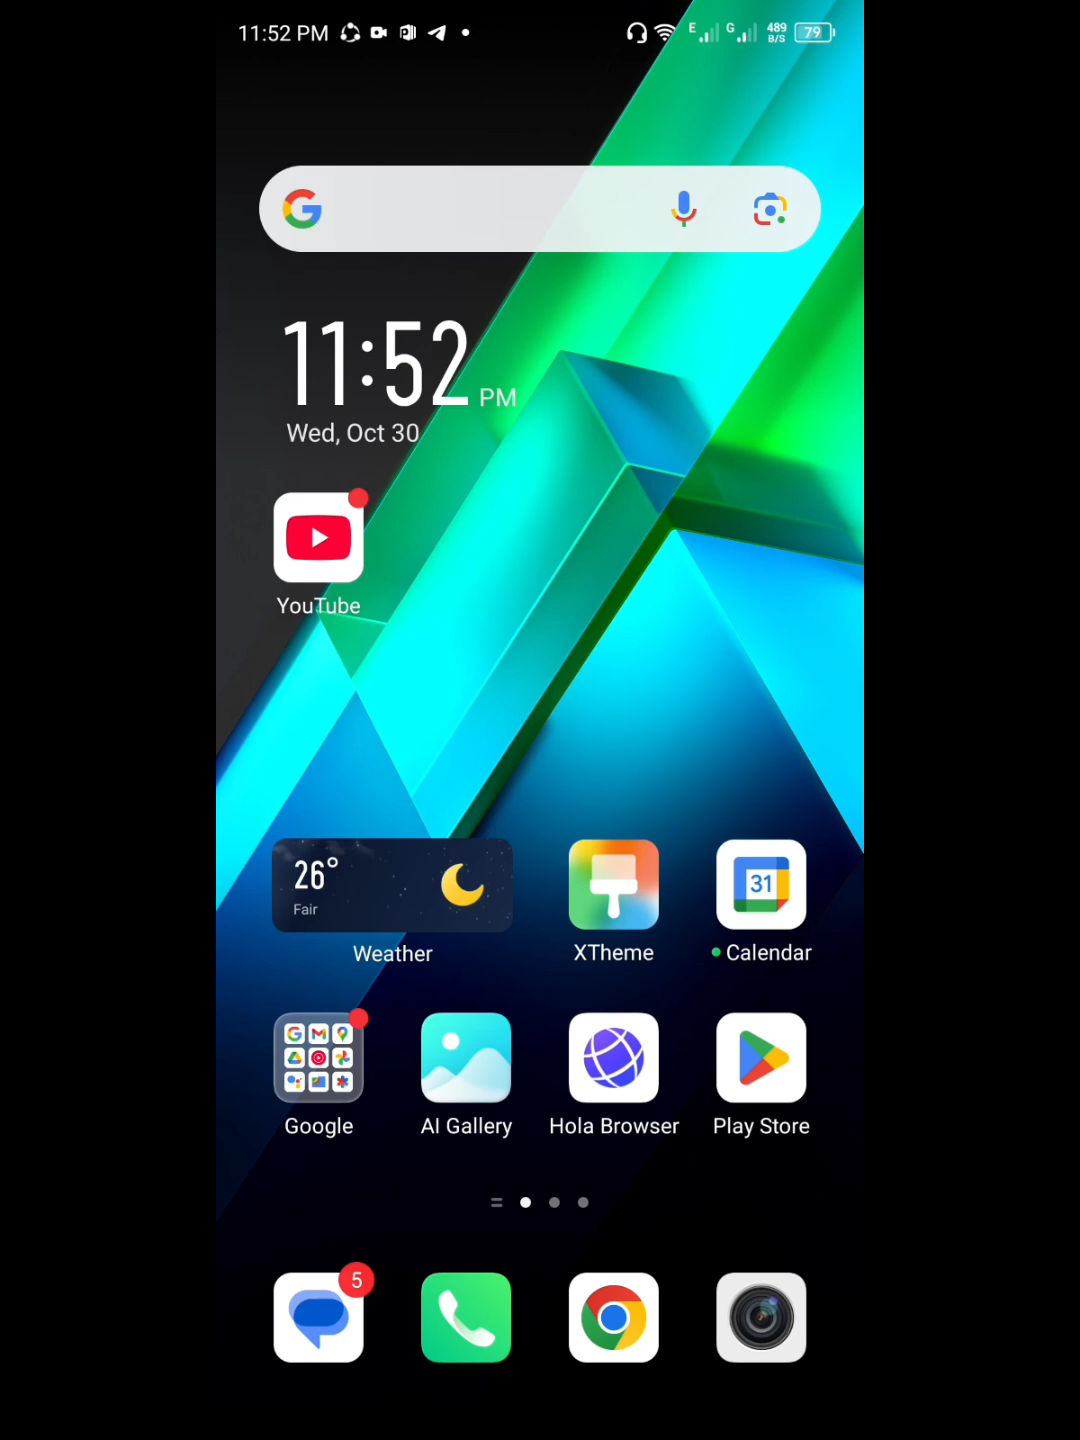 11:52 PM E G 489 B/S 79
11:52 PM
Wed, Oct 30
YouTube
26°
Fair
31
Weather XTheme Calendar
Google AI Gallery Hola Browser Play Store
5